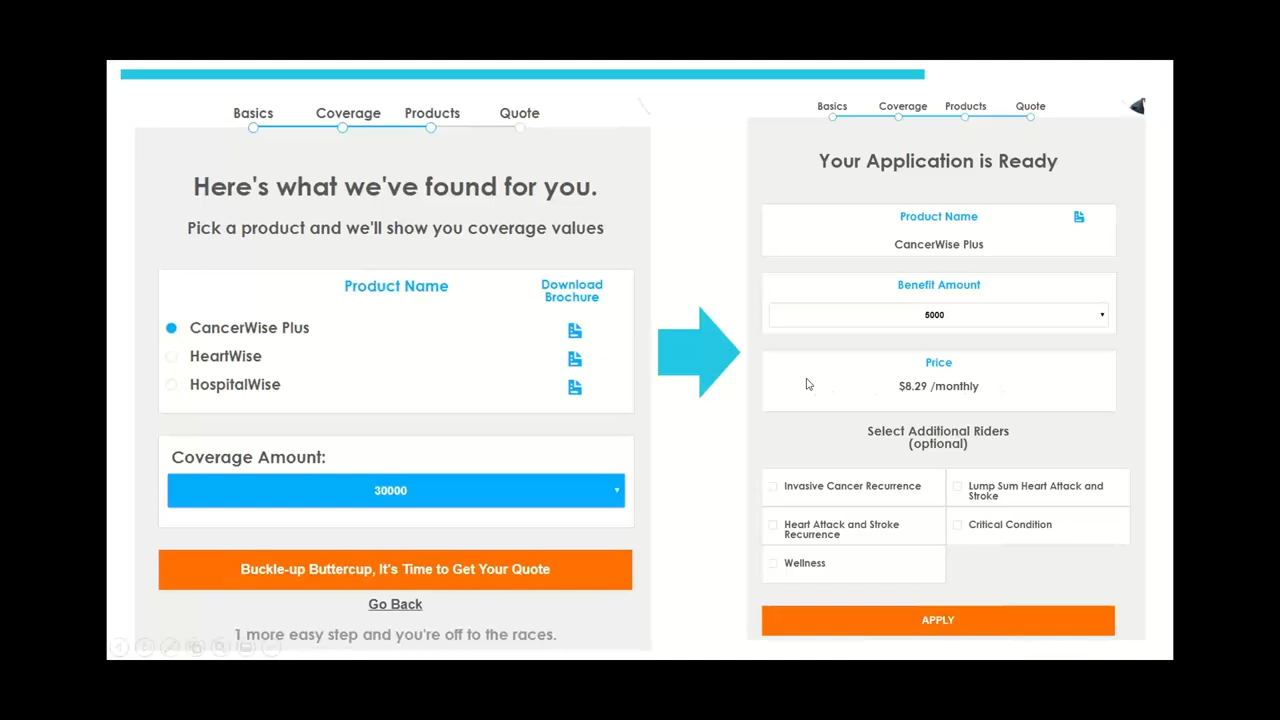 Basics Coverage Products Quote
Here's what we've found for you.
Pick a product and we'll show you coverage values
Product Name
Download
Brochure
CancerWise Plus
HeartWise
HospitalWise
Coverage Amount:
30000
Buckle-up Buttercup, It's Time to Get Your Quote
Go Back
1 more easy step and you're off to the races.
Basics Coverage Products Quote
Your Application is Ready
Product Name
CancerWise Plus
Benefit Amount
5000
Price
$8.29 /monthly
Select Additional Riders
(optional)
Invasive Cancer Recurrence
Lump Sum Heart Attack and
Stroke
Heart Attack and Stroke
Recurrence
Critical Condition
Wellness
APPLY